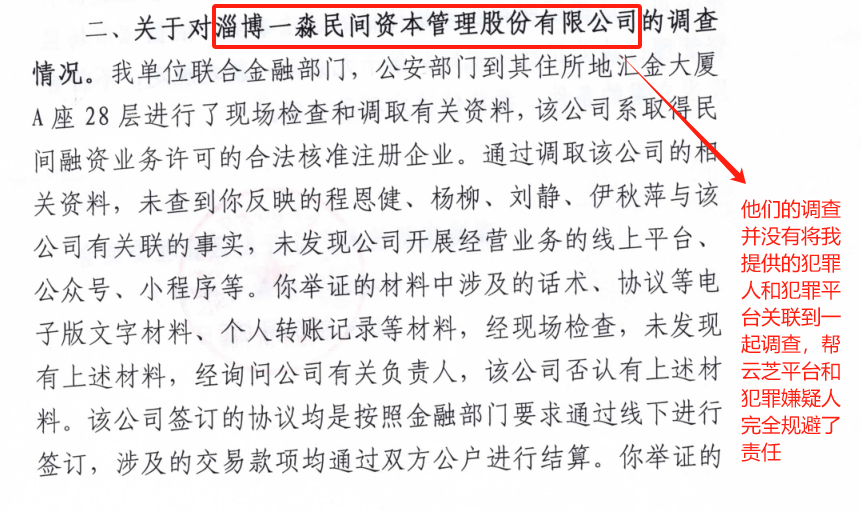 二、关于对淄博一淼民间资本管理股份有限公司的调查
情况。我单位联合金融部门，公安部门到其住所地汇金大厦
A座28层进行了现场检查和调取有关资料，该公司系取得民
间融资业务许可的合法核准注册企业。通过调取该公司的相
关资料，未查到你反映的程恩健、杨柳、刘静、伊秋萍与该
公司有关联的事实，未发现公司开展经营业务的线上平台、
公众号、小程序等。你举证的材料中涉及的话术、协议等电
子版文字材料、个人转账记录等材料，经现场检查，未发现
有上述材料，经询问公司有关负责人，该公司否认有上述材
料。该公司签订的协议均是按照金融部门要求通过线下进行
签订，涉及的交易款项均通过双方公户进行结算。你举证的
他们的调查
并没有将我
提供的犯罪
人和犯罪平
台关联到一
起调查，帮
云芝平台和
犯罪嫌疑人
完全规避了
责任